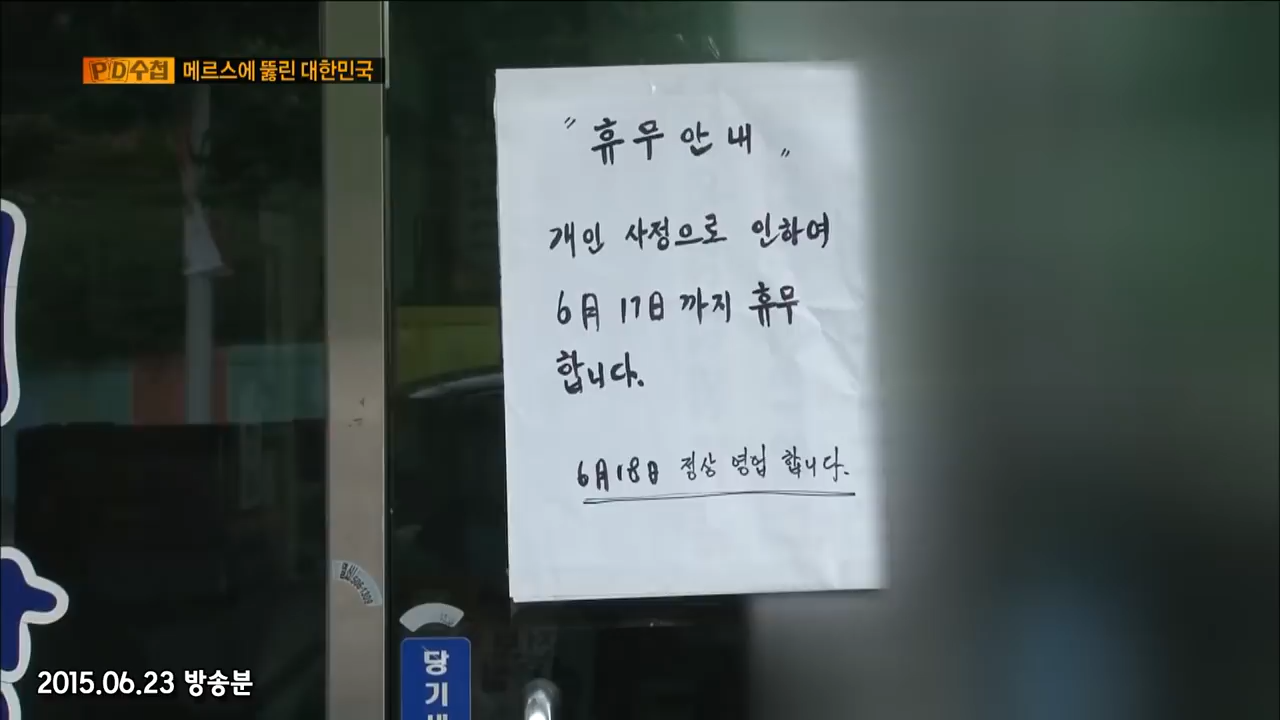 PD수첩 메르스에 뚫린 대한민국
〃휴무안내〃
개인 사정으로 인하여
6月 17日 까지 휴무
합니다.
6月18日 정상 영업 합니다.
당기
2015.06.23 방송분